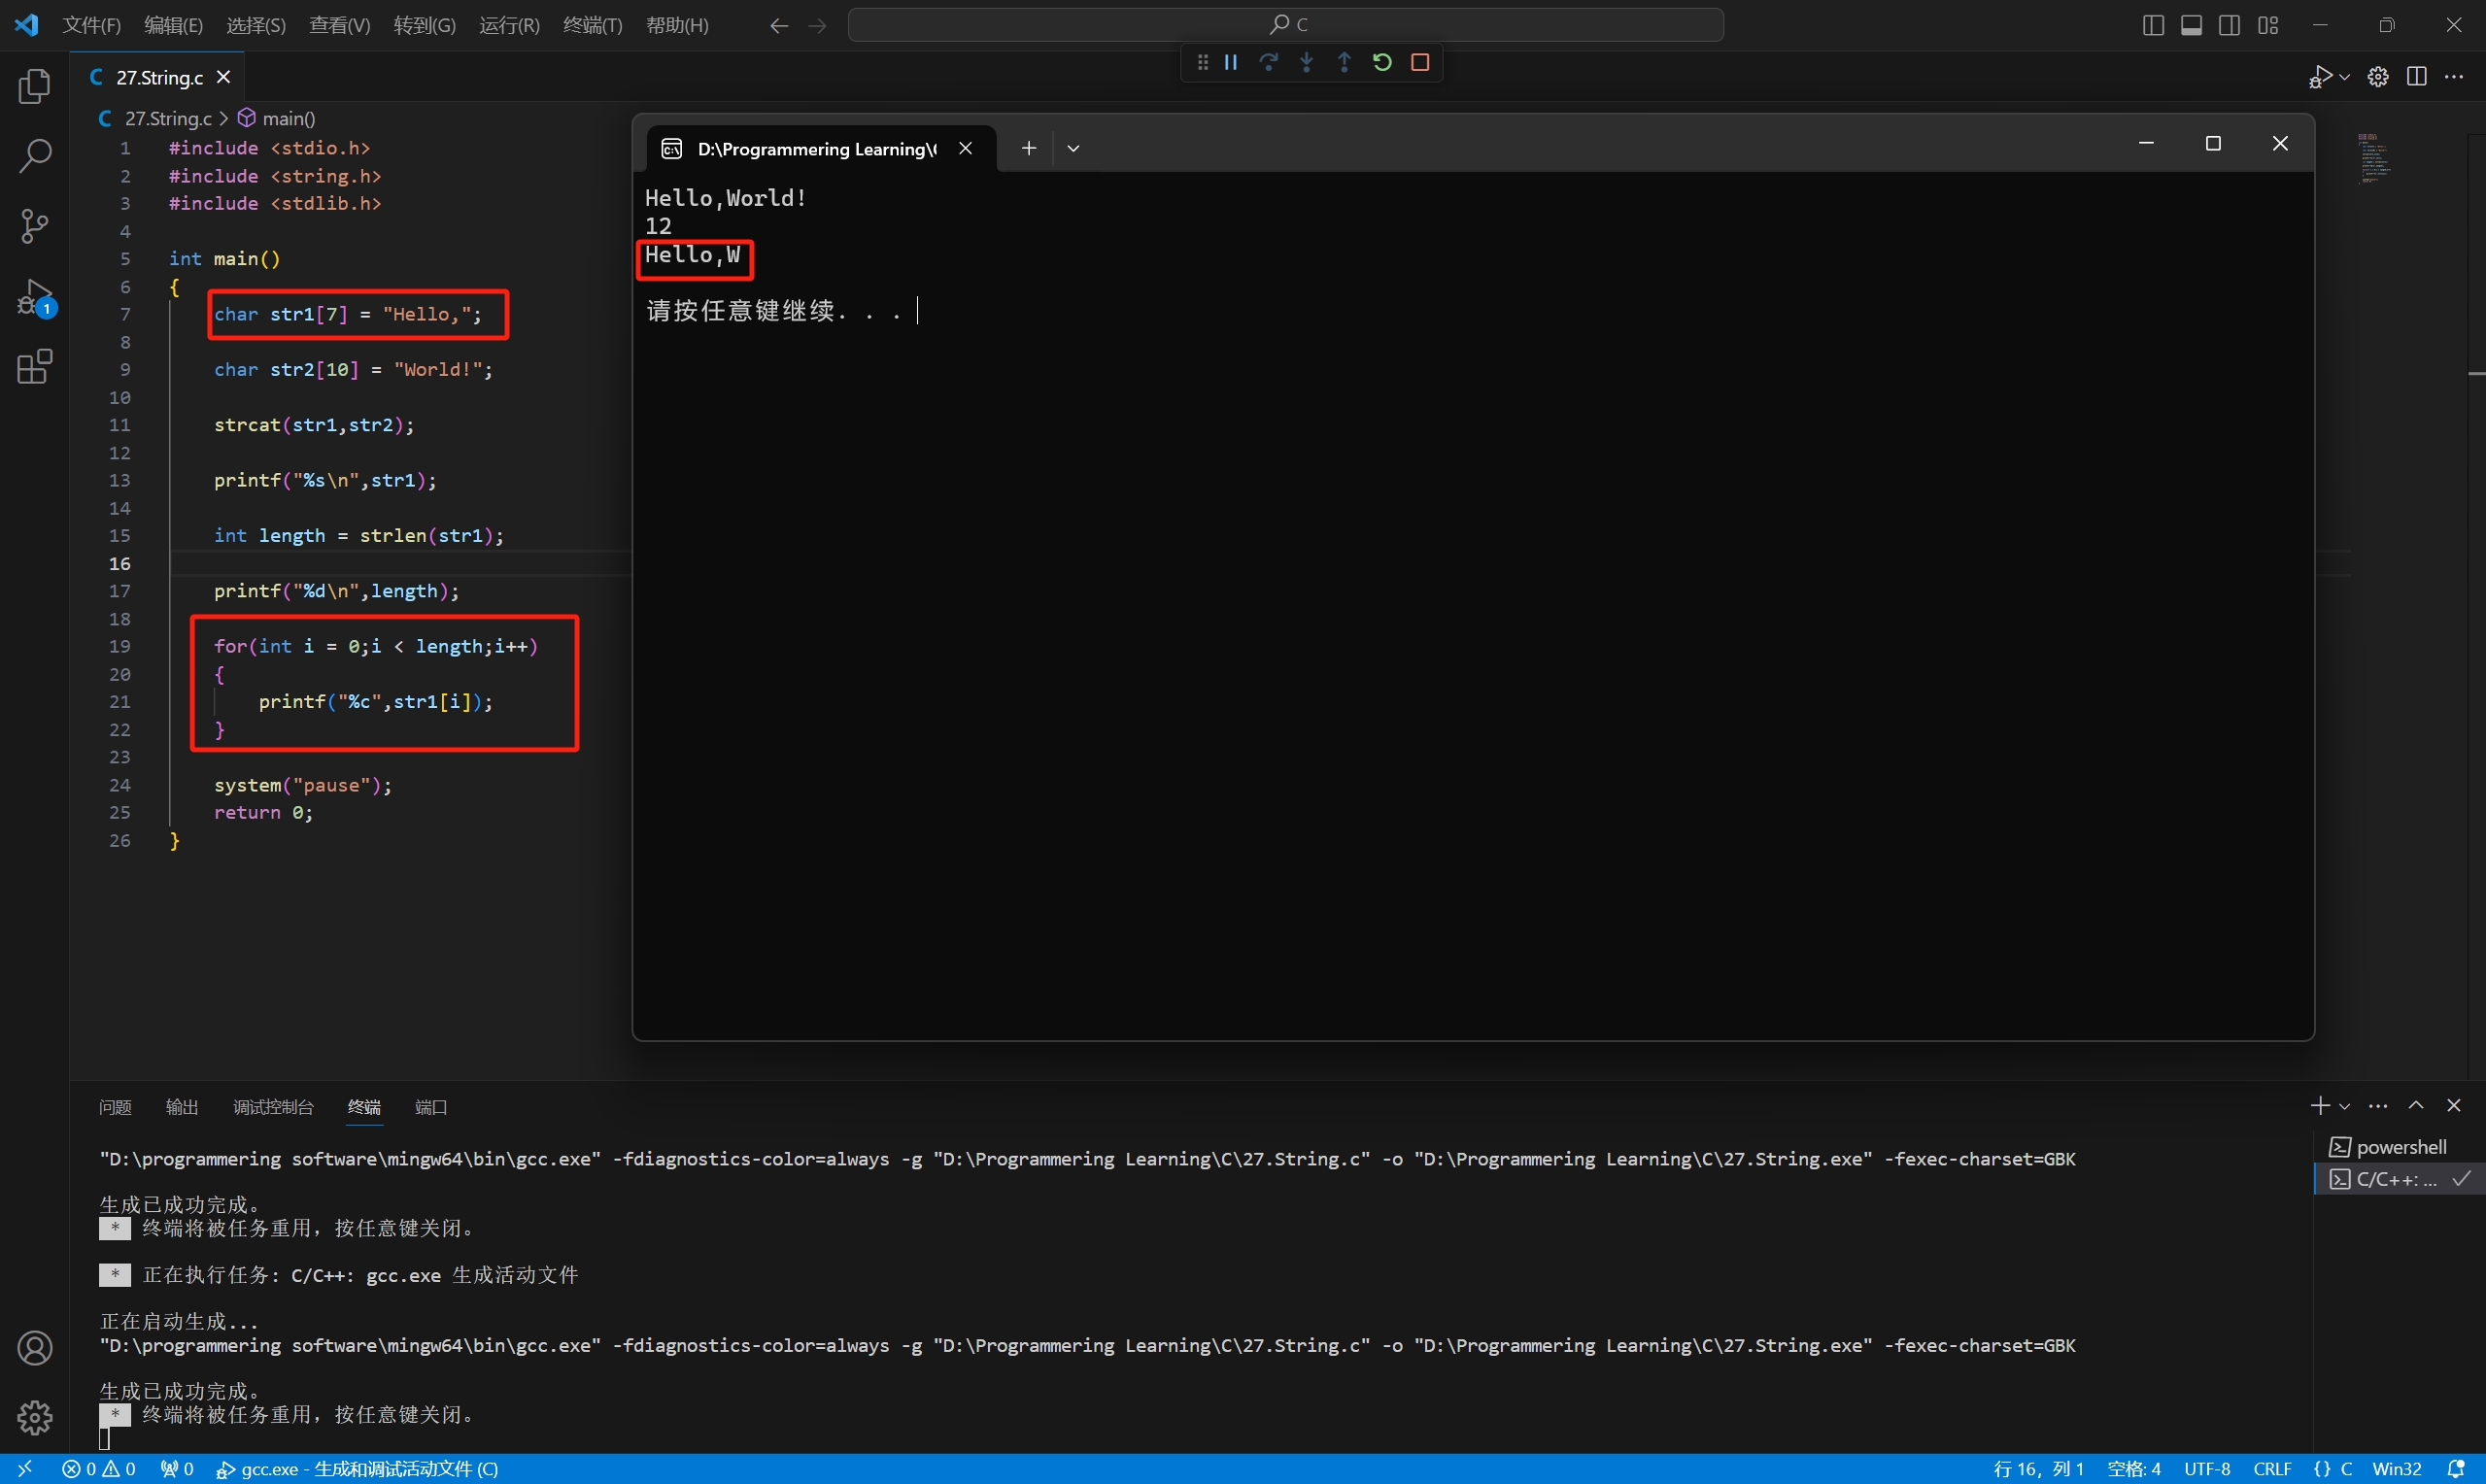 文件(F) 编辑(E) 选择(S) 查看(V) 转到(G) 运行(R) 终端(T) 帮助(H) C
27.String.c
27.String.c > main()
1 #include <stdio.h>
2 #include <string.h>
3 #include <stdlib.h>
4
5 int main()
6 {
7 char str1[7] = "Hello,";
8
9 char str2[10] = "World!";
10
11 strcat(str1,str2);
12
13 printf("%s\n",str1);
14
15 int length = strlen(str1);
16
17 printf("%d\n",length);
18
19 for(int i = 0;i < length;i++)
20 {
21 printf("%c",str1[i]);
22 }
23
24 system("pause");
25 return 0;
26 }
1
D:\Programmering Learning\
Hello,World!
12
Hello,W
请按任意键继续. . .
问题 输出 调试控制台 终端 端口
"D:\programmering software\mingw64\bin\gcc.exe" -fdiagnostics-color=always -g "D:\Programmering Learning\C\27.String.c" -o "D:\Programmering Learning\C\27.String.exe" -fexec-charset=GBK
生成已成功完成。
* 终端将被任务重用，按任意键关闭。
* 正在执行任务: C/C++: gcc.exe 生成活动文件
正在启动生成...
"D:\programmering software\mingw64\bin\gcc.exe" -fdiagnostics-color=always -g "D:\Programmering Learning\C\27.String.c" -o "D:\Programmering Learning\C\27.String.exe" -fexec-charset=GBK
生成已成功完成。
* 终端将被任务重用，按任意键关闭。
powershell
C/C++: ...
0 0 0 gcc.exe - 生成和调试活动文件 (C)
行 16，列 1 空格: 4 UTF-8 CRLF {} C Win32